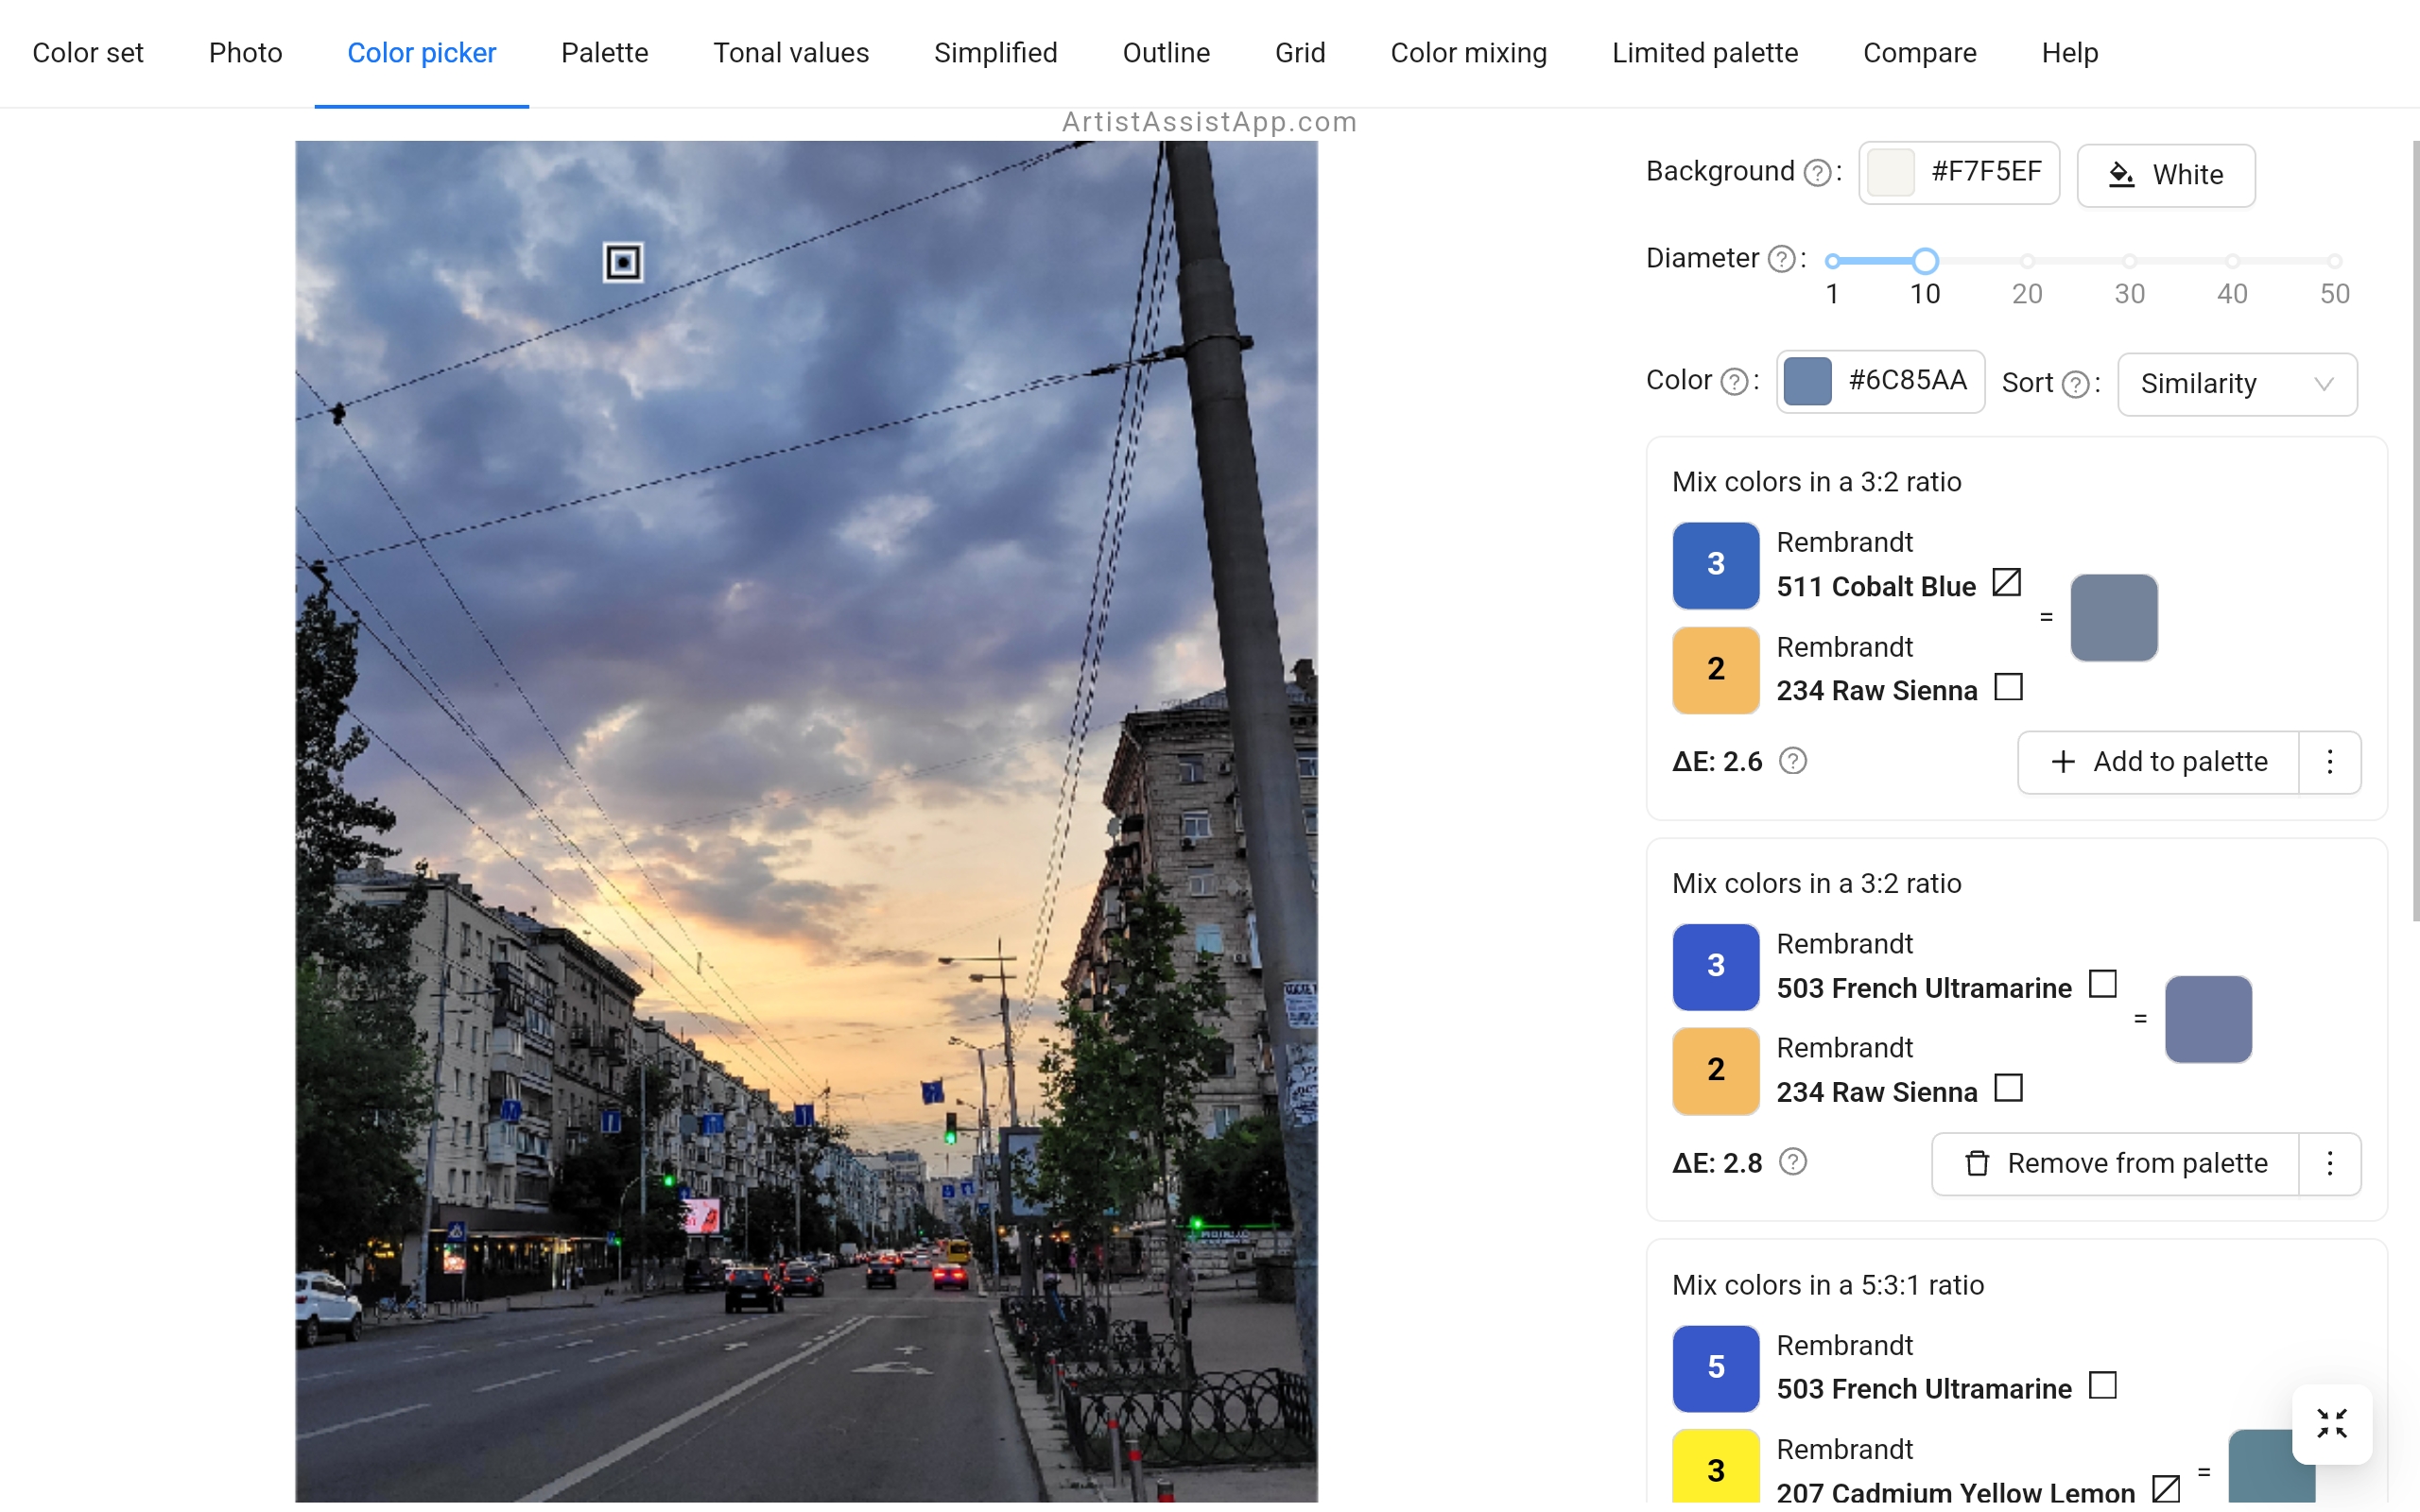 Color set Photo Color picker Palette Tonal values Simplified Outline Grid Color mixing Limited palette Compare Help
ArtistAssistApp.com
Background ? : #F7F5EF White
Diameter ? :
1 10 20 30 40 50
Color ? : #6C85AA Sort ? : Similarity
Mix colors in a 3:2 ratio
3 Rembrandt
511 Cobalt Blue
=
2 Rembrandt
234 Raw Sienna
ΔE: 2.6 ? + Add to palette
Mix colors in a 3:2 ratio
3 Rembrandt
503 French Ultramarine
=
2 Rembrandt
234 Raw Sienna
ΔE: 2.8 ? Remove from palette
Mix colors in a 5:3:1 ratio
5 Rembrandt
503 French Ultramarine
3 Rembrandt
=
207 Cadmium Yellow Lemon